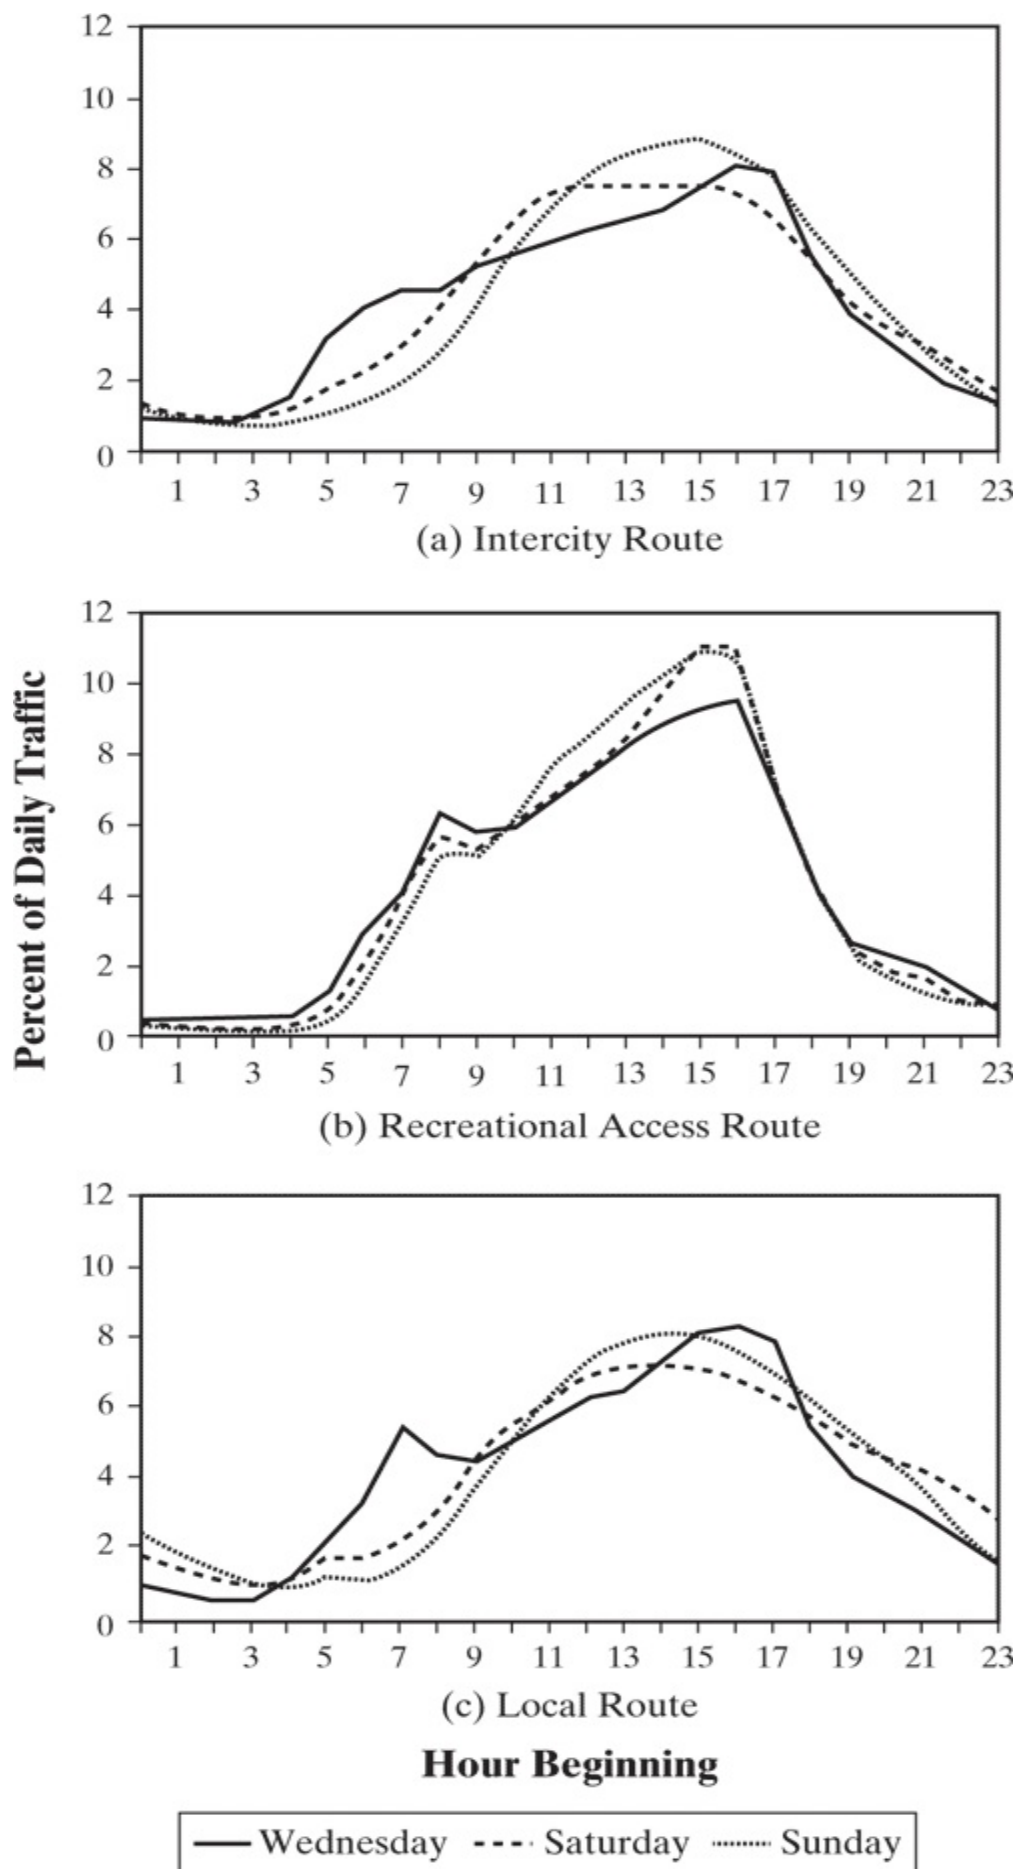 12
10
8
6
4
2
0
1 3 5 7 9 11 13 15 17 19 21 23
(a) Intercity Route
Percent of Daily Traffic
12
10
8
6
4
2
0
1 3 5 7 9 11 13 15 17 19 21 23
(b) Recreational Access Route
12
10
8
6
4
2
0
1 3 5 7 9 11 13 15 17 19 21 23
(c) Local Route
Hour Beginning
Wednesday Saturday Sunday